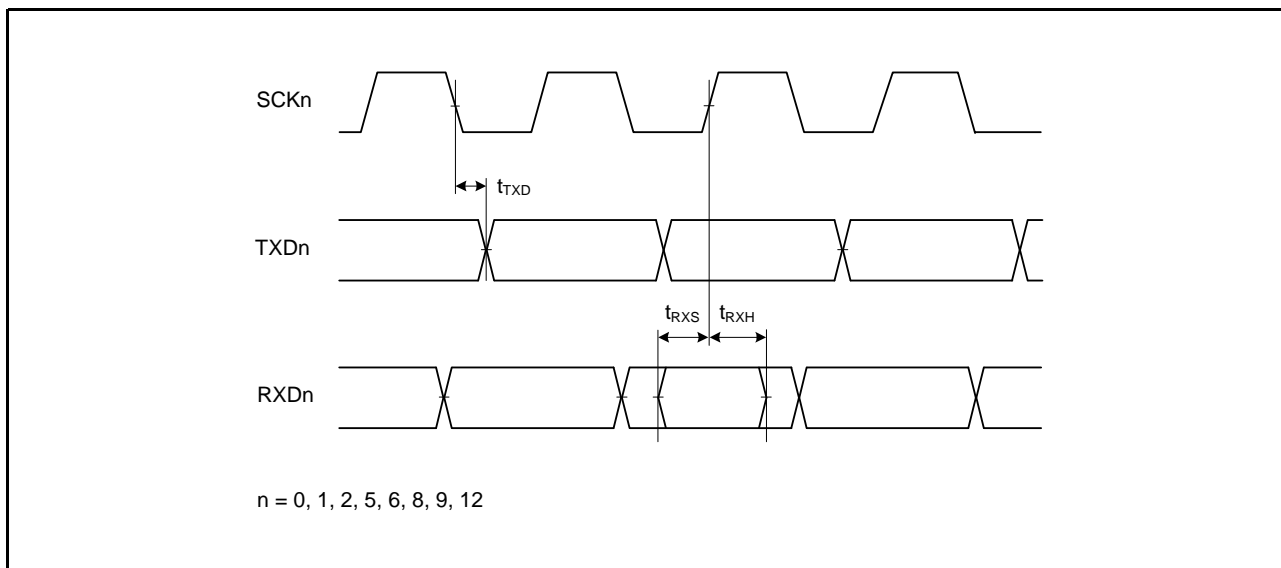 SCKn
tTXD
TXDn
tRXS tRXH
RXDn
n = 0, 1, 2, 5, 6, 8, 9, 12